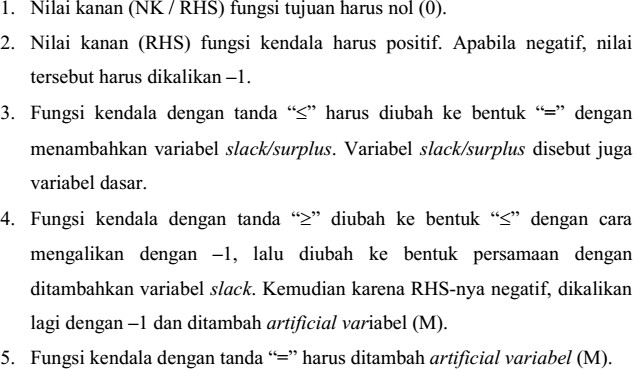 1. Nilai kanan (NK / RHS) fungsi tujuan harus nol (0).
2. Nilai kanan (RHS) fungsi kendala harus positif. Apabila negatif, nilai
tersebut harus dikalikan –1.
3. Fungsi kendala dengan tanda “≤” harus diubah ke bentuk “=” dengan
menambahkan variabel slack/surplus. Variabel slack/surplus disebut juga
variabel dasar.
4. Fungsi kendala dengan tanda “≥” diubah ke bentuk “≤” dengan cara
mengalikan dengan –1, lalu diubah ke bentuk persamaan dengan
ditambahkan variabel slack. Kemudian karena RHS-nya negatif, dikalikan
lagi dengan –1 dan ditambah artificial variabel (M).
5. Fungsi kendala dengan tanda “=” harus ditambah artificial variabel (M).